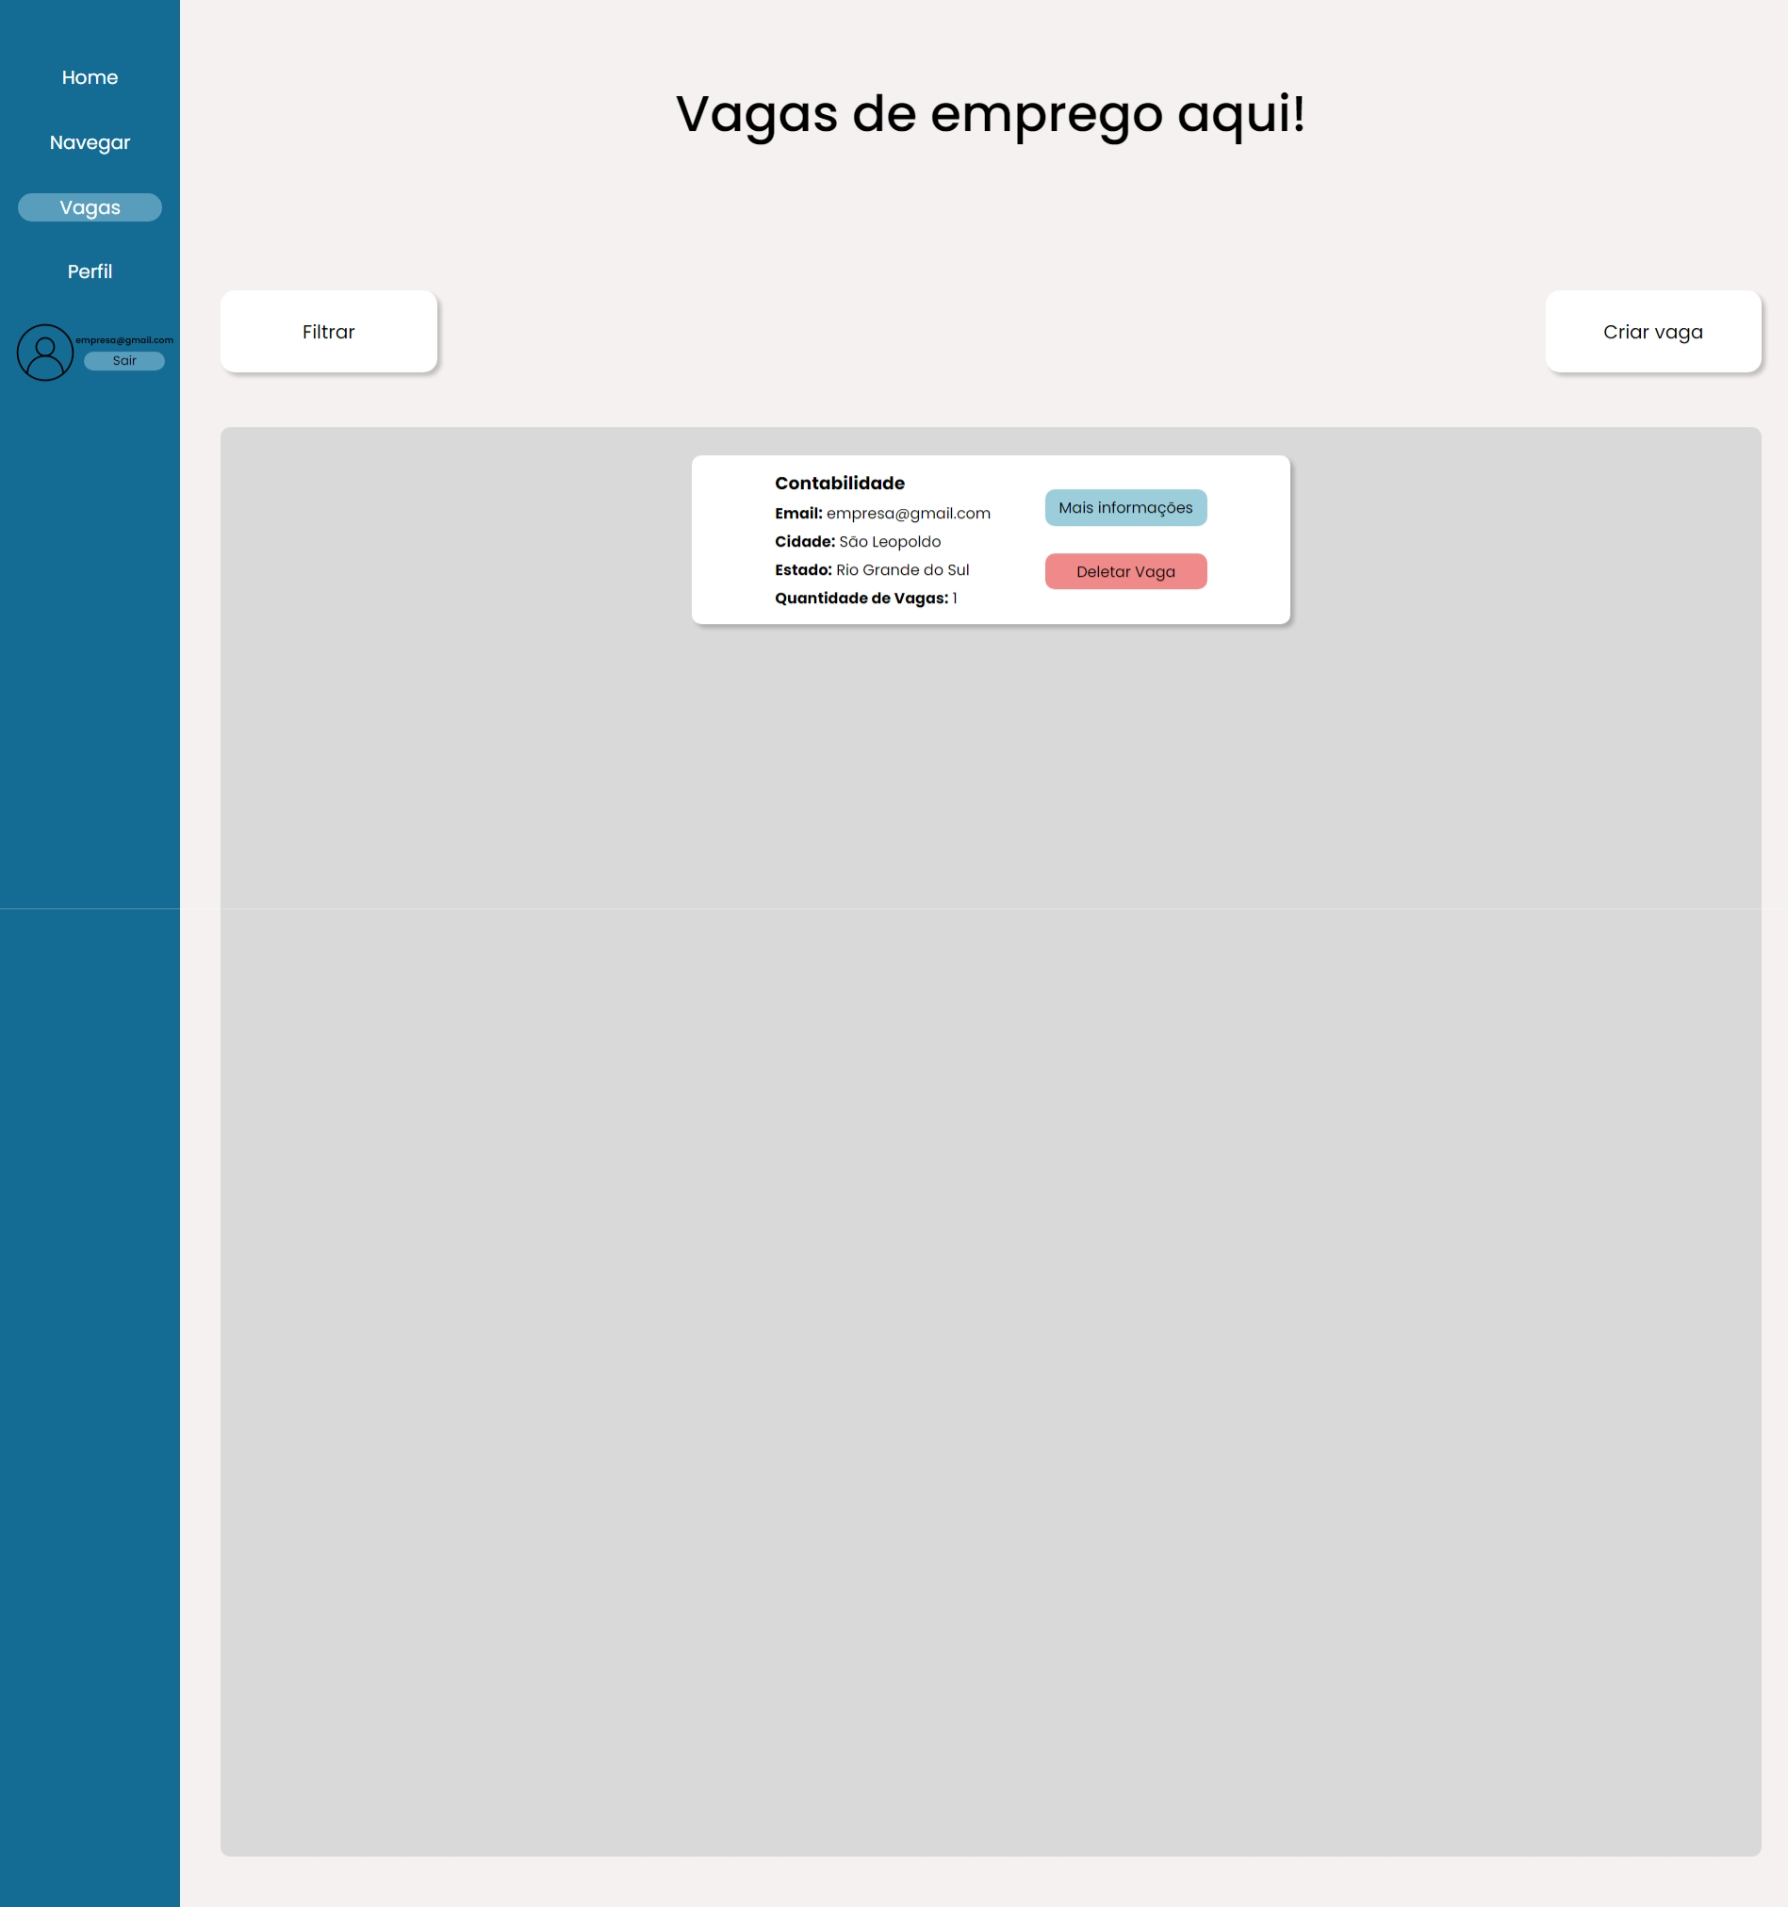 Home
Navegar
Vagas
Perfil
empresa@gmail.com
Sair
Vagas de emprego aqui!
Filtrar
Criar vaga
Contabilidade
Email: empresa@gmail.com
Cidade: São Leopoldo
Estado: Rio Grande do Sul
Quantidade de Vagas: 1
Mais informações
Deletar Vaga